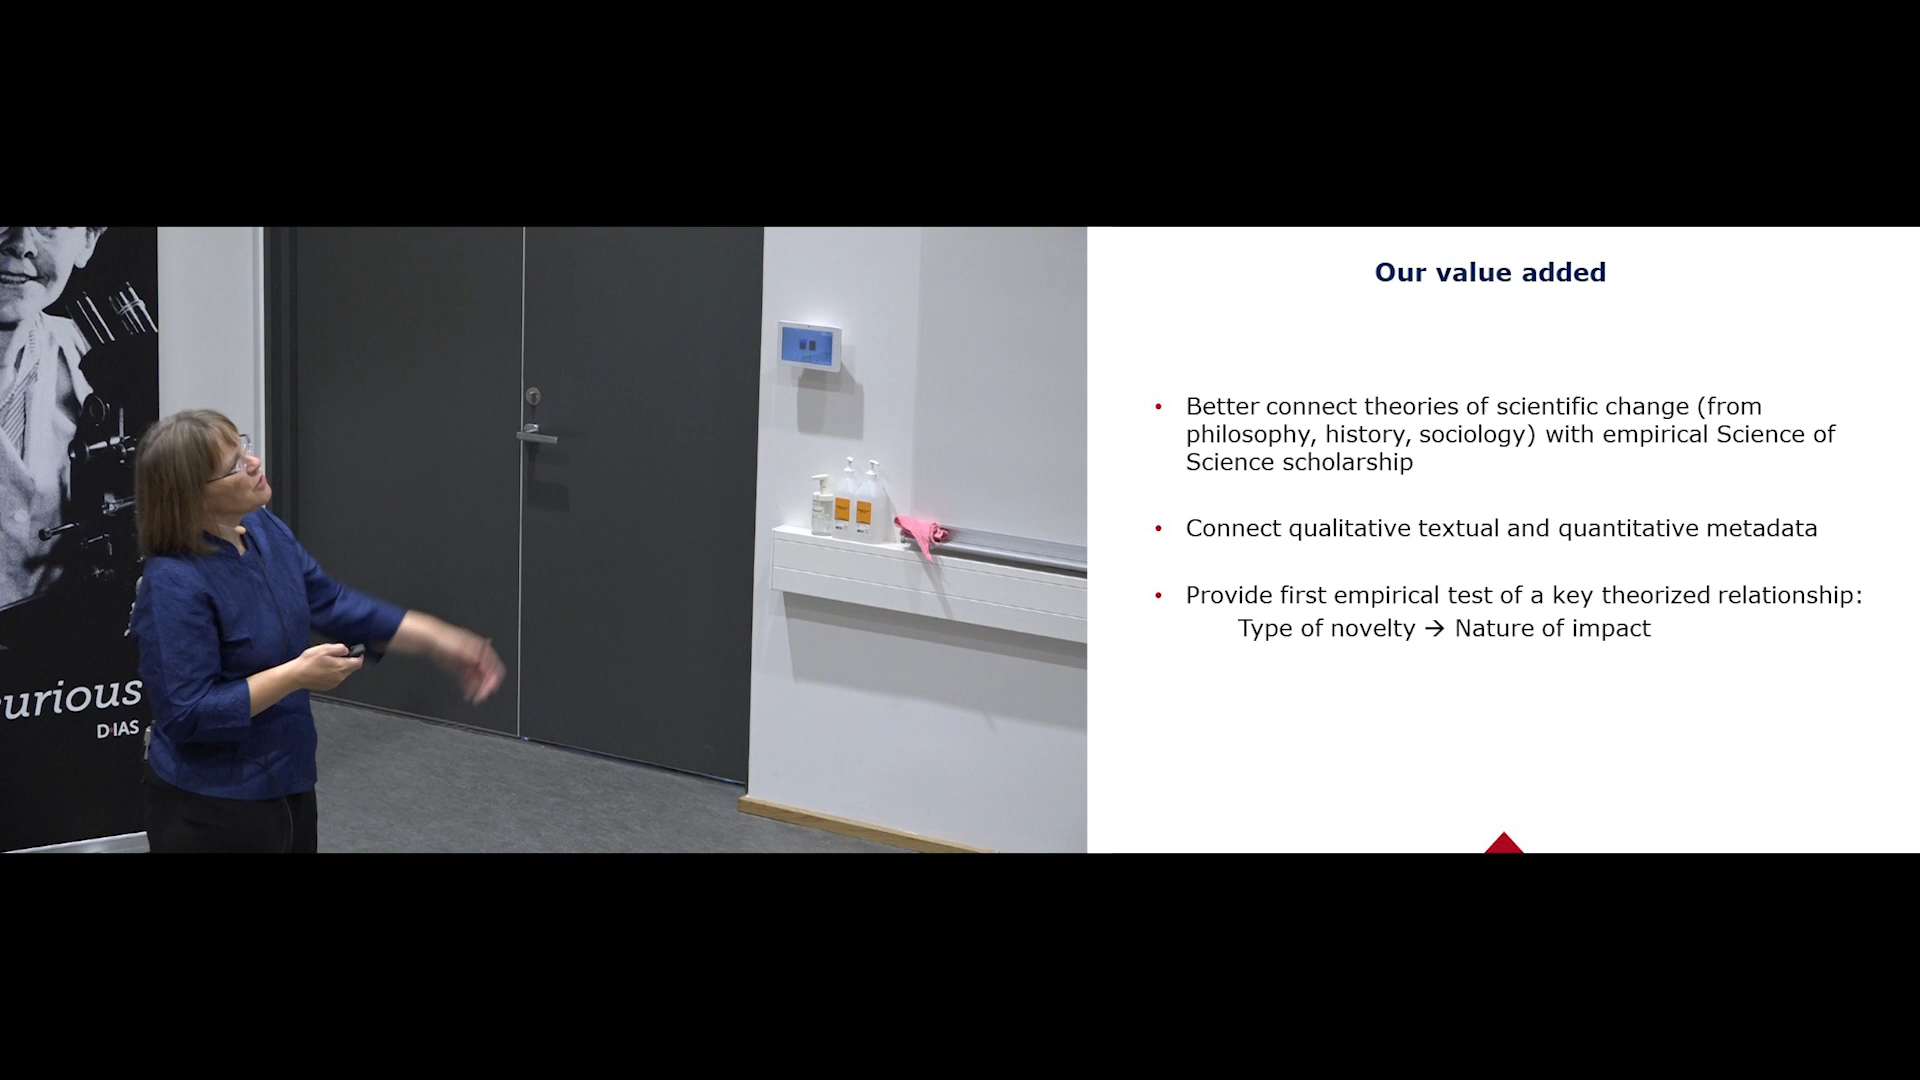 curious
D·IAS
Our value added
• Better connect theories of scientific change (from
philosophy, history, sociology) with empirical Science of
Science scholarship
• Connect qualitative textual and quantitative metadata
• Provide first empirical test of a key theorized relationship:
Type of novelty → Nature of impact